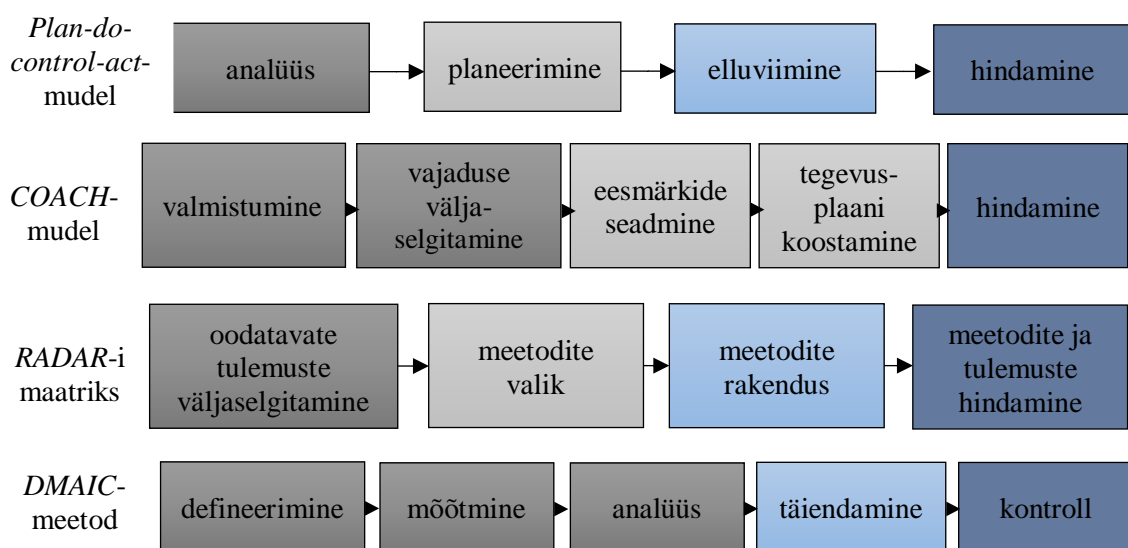 Plan-do-
control-act-
mudel
analüüs
planeerimine
elluviimine
hindamine
COACH-
mudel
valmistumine
vajaduse
välja-
selgitamine
eesmärkide
seadmine
tegevus-
plaani
koostamine
hindamine
RADAR-i
maatriks
oodatavate
tulemuste
väljaselgitamine
meetodite
valik
meetodite
rakendus
meetodite ja
tulemuste
hindamine
DMAIC-
meetod
defineerimine
mõõtmine
analüüs
täiendamine
kontroll